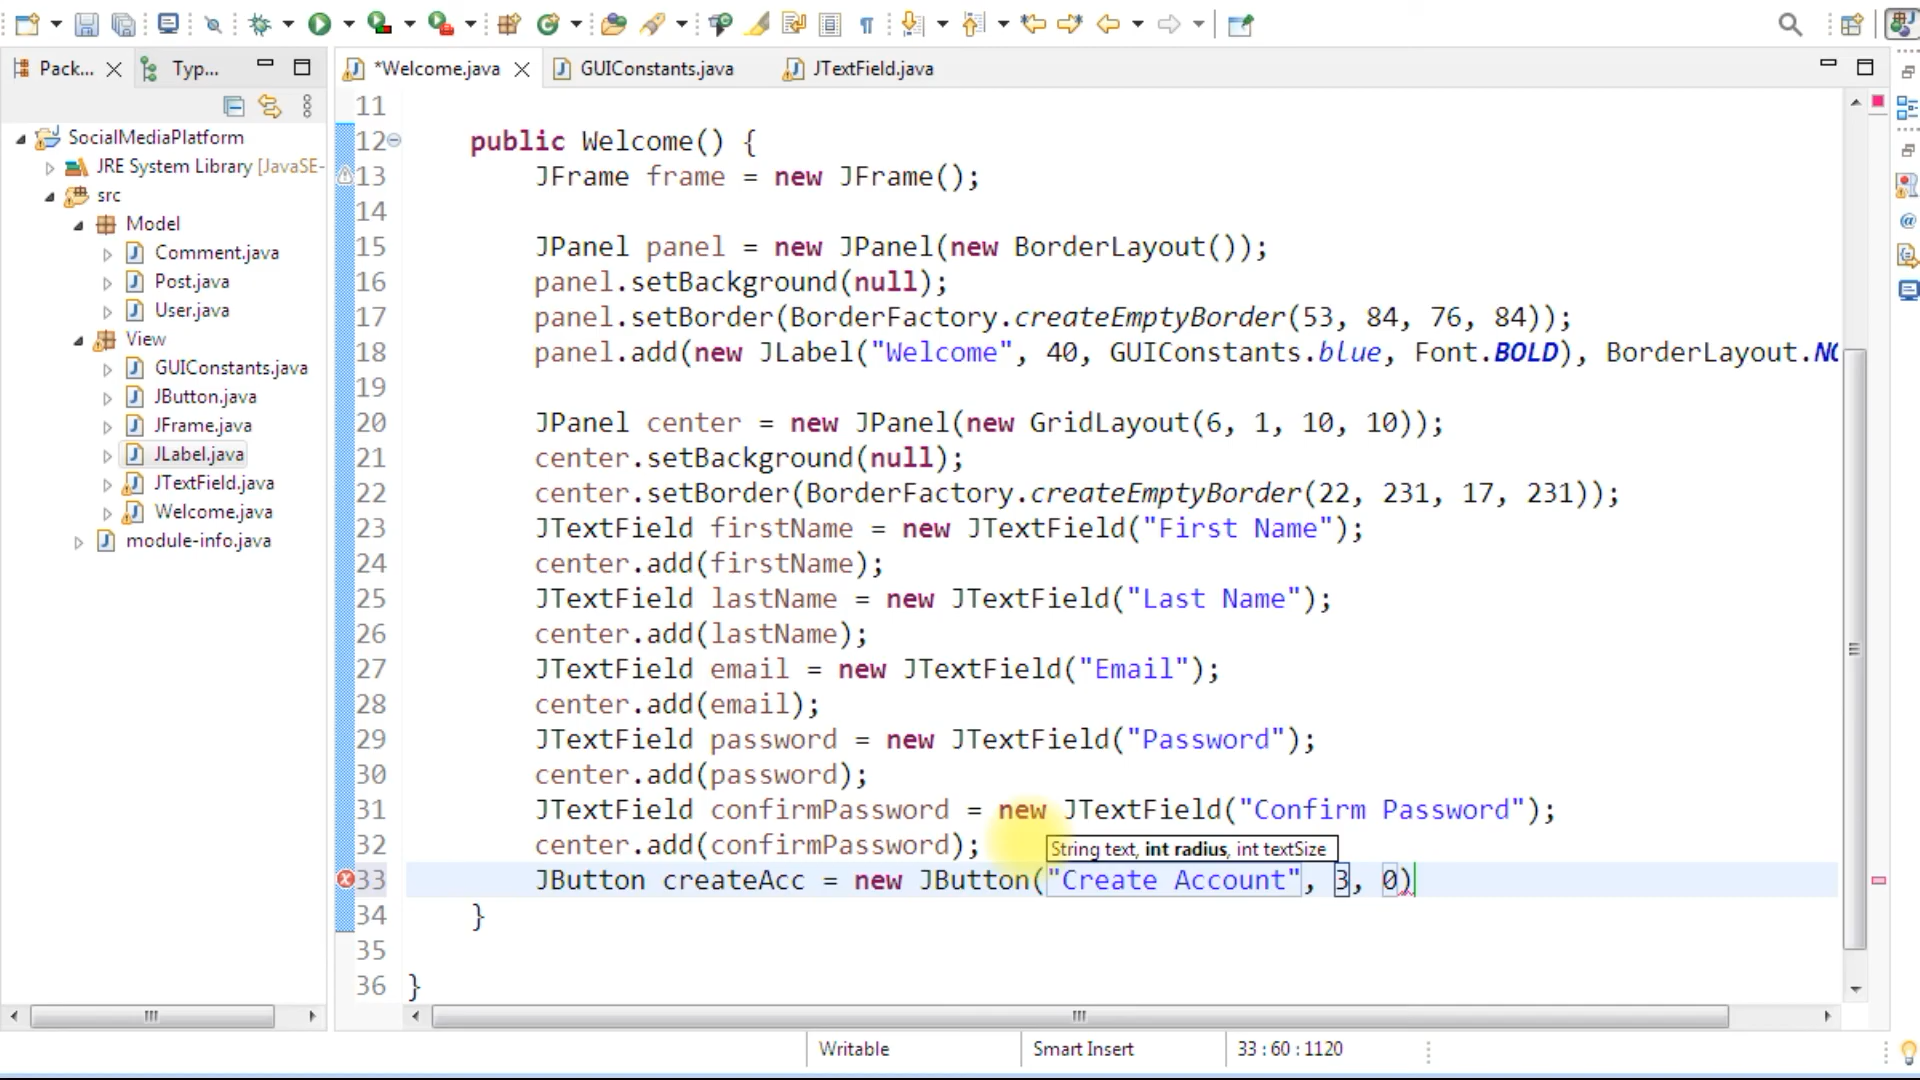 Pack...
Typ...
*Welcome.java
GUIConstants.java
JTextField.java
SocialMediaPlatform
JRE System Library [JavaSE-
src
Model
Comment.java
Post.java
User.java
View
GUIConstants.java
JButton.java
JFrame.java
JLabel.java
JTextField.java
Welcome.java
module-info.java
11
12 public Welcome() {
13 JFrame frame = new JFrame();
14
15 JPanel panel = new JPanel(new BorderLayout());
16 panel.setBackground(null);
17 panel.setBorder(BorderFactory.createEmptyBorder(53, 84, 76, 84));
18 panel.add(new JLabel("Welcome", 40, GUIConstants.blue, Font.BOLD), BorderLayout.NO
19
20 JPanel center = new JPanel(new GridLayout(6, 1, 10, 10));
21 center.setBackground(null);
22 center.setBorder(BorderFactory.createEmptyBorder(22, 231, 17, 231));
23 JTextField firstName = new JTextField("First Name");
24 center.add(firstName);
25 JTextField lastName = new JTextField("Last Name");
26 center.add(lastName);
27 JTextField email = new JTextField("Email");
28 center.add(email);
29 JTextField password = new JTextField("Password");
30 center.add(password);
31 JTextField confirmPassword = new JTextField("Confirm Password");
32 center.add(confirmPassword);
String text, int radius, int textSize
33 JButton createAcc = new JButton("Create Account", 3, 0)
34 }
35
36 }
Writable
Smart Insert
33 : 60 : 1120